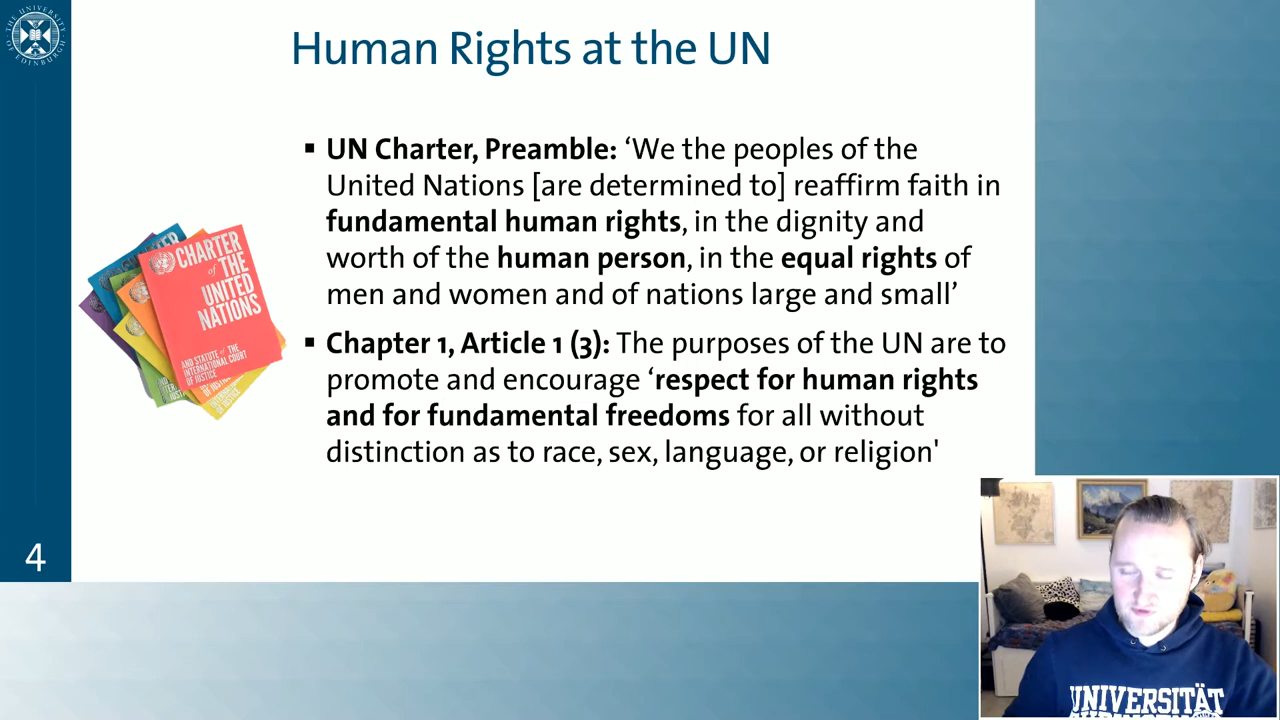 THE UNIVERSITY OF EDINBURGH
Human Rights at the UN
▪ UN Charter, Preamble: ‘We the peoples of the
United Nations [are determined to] reaffirm faith in
fundamental human rights, in the dignity and
worth of the human person, in the equal rights of
men and women and of nations large and small’
▪ Chapter 1, Article 1 (3): The purposes of the UN are to
promote and encourage ‘respect for human rights
and for fundamental freedoms for all without
distinction as to race, sex, language, or religion'
CHARTER
of THE
UNITED
NATIONS
AND STATUTE of THE
INTERNATIONAL COURT
OF JUSTICE
4
UNIVERSITÄT